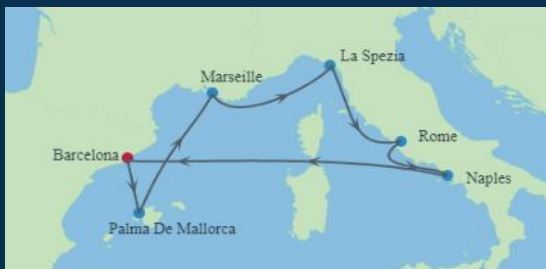 La Spezia
Marseille
Rome
Barcelona
Naples
Palma De Mallorca